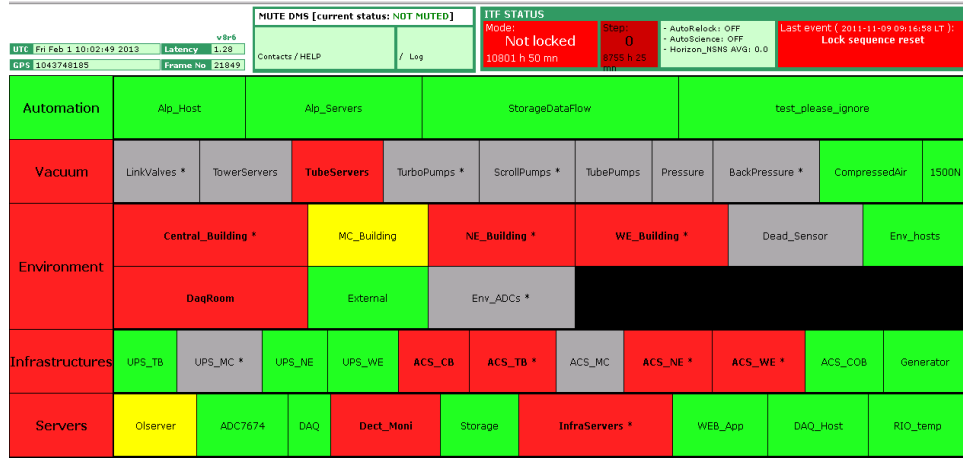 v8r6
UTC Fri Feb 1 10:02:49 2013 Latency 1.28
GPS 1043748185 Frame No 21849
MUTE DMS [current status: NOT MUTED]
Contacts / HELP / Log
ITF STATUS
Mode:
Not locked
10801 h 50 mn
Step:
0
8755 h 25
mn
- AutoRelock: OFF
- AutoScience: OFF
- Horizon_NSNS AVG: 0.0
Last event ( 2011-11-09 09:16:58 LT ):
Lock sequence reset
Automation Alp_Host Alp_Servers StorageDataFlow test_please_ignore
Vacuum LinkValves * TowerServers TubeServers TurboPumps * ScrollPumps * TubePumps Pressure BackPressure * CompressedAir 1500N
Environment
Central_Building * MC_Building NE_Building * WE_Building * Dead_Sensor Env_hosts
DaqRoom External Env_ADCs *
Infrastructures UPS_TB UPS_MC * UPS_NE UPS_WE ACS_CB ACS_TB * ACS_MC ACS_NE * ACS_WE * ACS_COB Generator
Servers Olserver ADC7674 DAQ Dect_Moni Storage InfraServers * WEB_App DAQ_Host RIO_temp